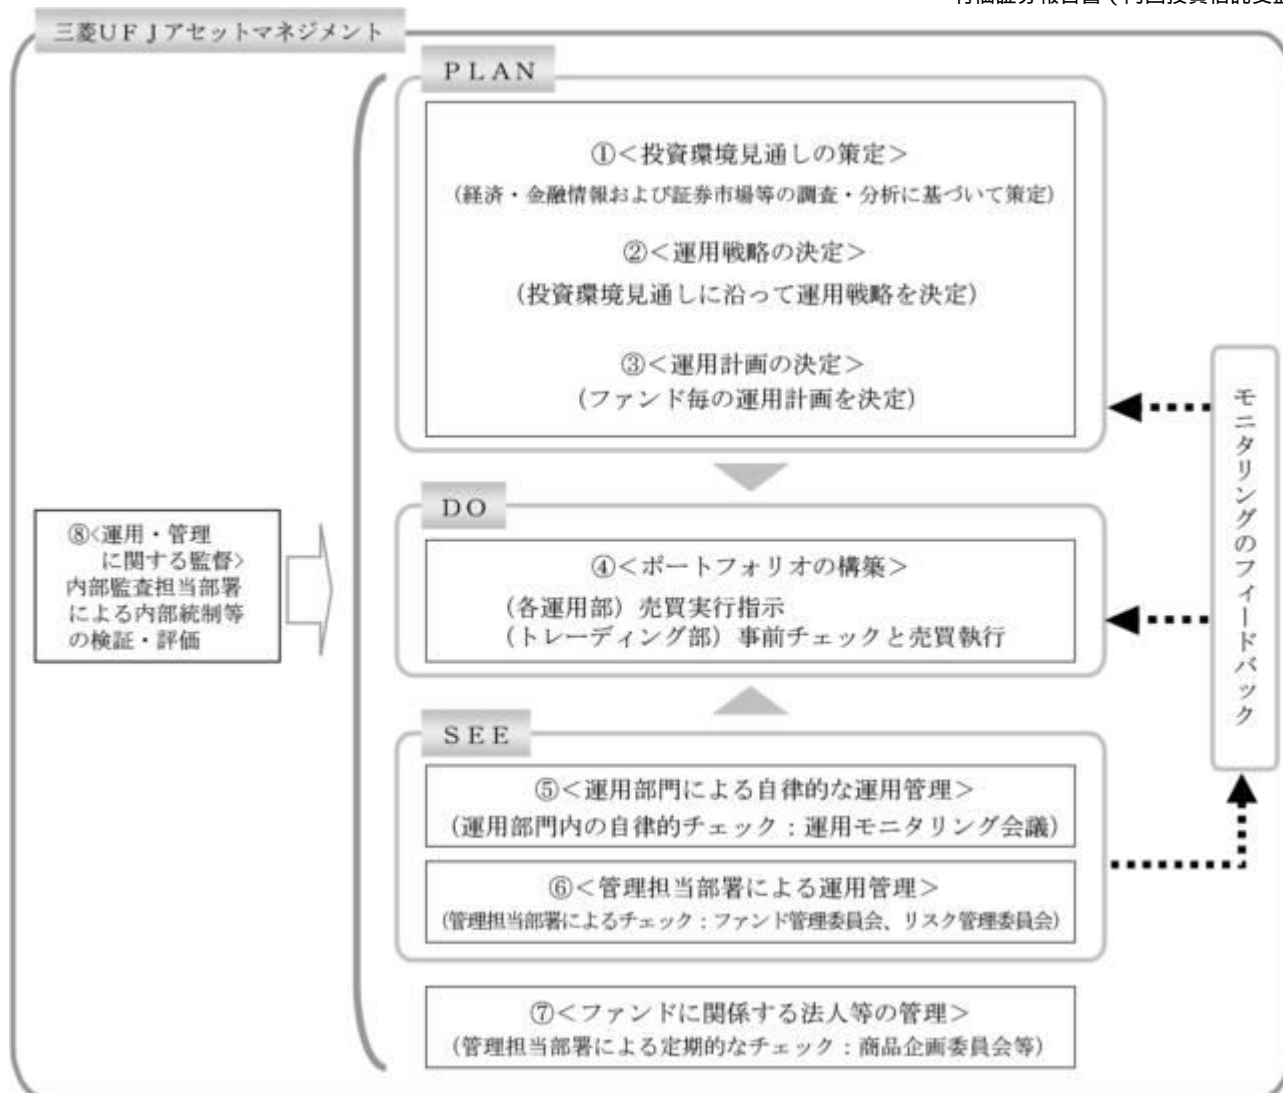 三菱UFJアセットマネジメント
PLAN
①<投資環境見通しの策定>
(経済・金融情報および証券市場等の調査・分析に基づいて策定)
②<運用戦略の決定>
(投資環境見通しに沿って運用戦略を決定)
③<運用計画の決定>
(ファンド毎の運用計画を決定)
DO
④<ポートフォリオの構築>
(各運用部)売買実行指示
(トレーディング部)事前チェックと売買執行
SEE
⑤<運用部門による自律的な運用管理>
(運用部門内の自律的チェック:運用モニタリング会議)
⑥<管理担当部署による運用管理>
(管理担当部署によるチェック:ファンド管理委員会、リスク管理委員会)
⑦<ファンドに関係する法人等の管理>
(管理担当部署による定期的なチェック:商品企画委員会等)
⑧<運用・管理
に関する監督>
内部監査担当部署
による内部統制等
の検証・評価
モニタリングのフィードバック